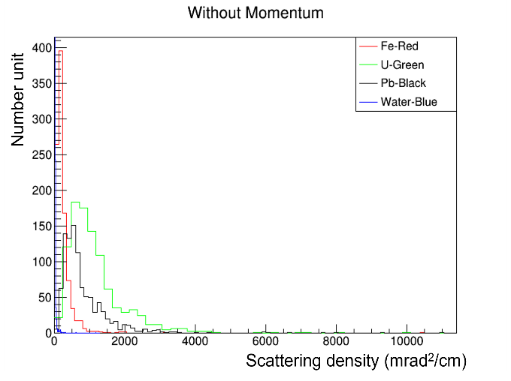 Without Momentum
Number unit
400
350
300
250
200
150
100
50
0
Fe-Red
U-Green
Pb-Black
Water-Blue
0 2000 4000 6000 8000 10000
Scattering density (mrad²/cm)